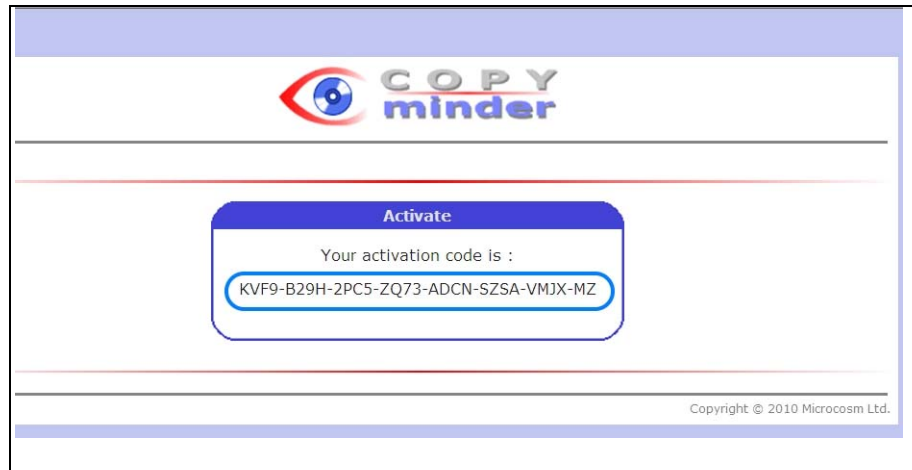 COPY
minder
Activate
Your activation code is :
KVF9-B29H-2PC5-ZQ73-ADCN-SZSA-VMJX-MZ
Copyright © 2010 Microcosm Ltd.